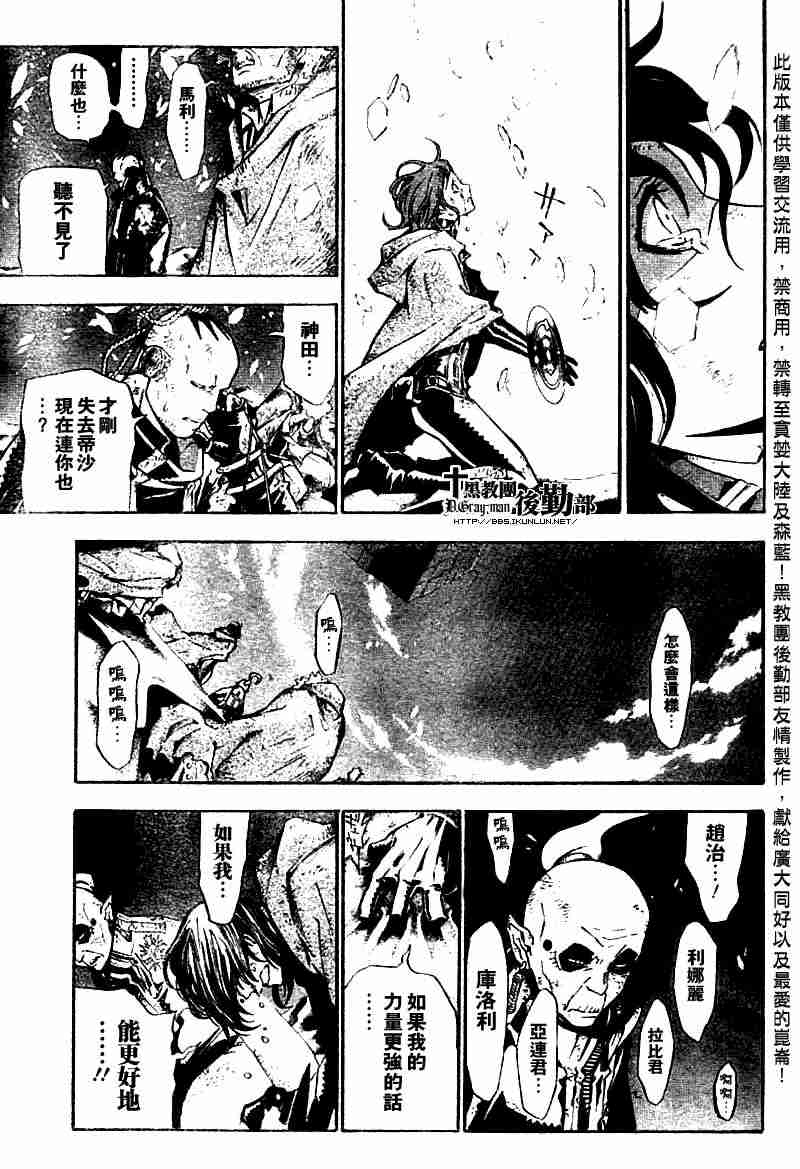 此版本僅供學習交流用，禁商用，禁轉至貪婪大陸及森藍！黑教團後勤部友情製作，獻給廣大同好以及最愛的崑崙！
馬利……
………
什麼也…
聽不見了
黑教團
後勤部
D.Gray-man
HTTP://BBS.IKUNLUN.NET/
神田…
才剛
失去帝沙
現在連你也
…？
怎麼會這樣…
嗚…
嗚
嗚
嗚…
趙治…
嗚
嗚
利娜麗
拉比君
亞連君…
庫洛利
如果我的
力量更強的話
如果我…
能更好地
……!!